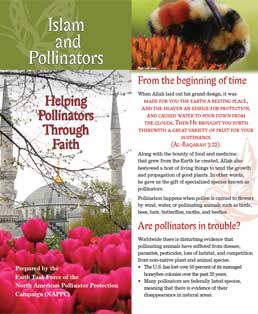 Islam
and
Pollinators
Helping
Pollinators
Through
Faith
Prepared by the
Earth Task Force of the
North American Pollinator Protection
Campaign (NAPPC)
From the beginning of time
When Allah laid out his grand design, it was
made for you the earth a resting place,
and the heaven an edifice for protection,
and caused water to pour down from
the clouds. Then He brought you forth
therewith a great variety of fruit for your
sustenance
(Al-Baqarah 2:22).
Along with the bounty of food and medicine
that grew from the Earth he created, Allah also
bestowed a host of living things to tend the growth
and propagation of good plants. In other words,
he gave us the gift of specialized species known as
pollinators.
Pollination happens when pollen is carried to flowers
by wind, water, or pollinating animals such as birds,
bees, bats, butterflies, moths, and beetles.
Are pollinators in trouble?
Worldwide there is disturbing evidence that
pollinating animals have suffered from disease,
parasites, pesticides, loss of habitat, and competition
from non-native plant and animal species.
• The U.S. has lost over 50 percent of its managed
honeybee colonies over the past 20 years.
• Many pollinators are federally listed species,
meaning that there is evidence of their
disappearance in natural areas.